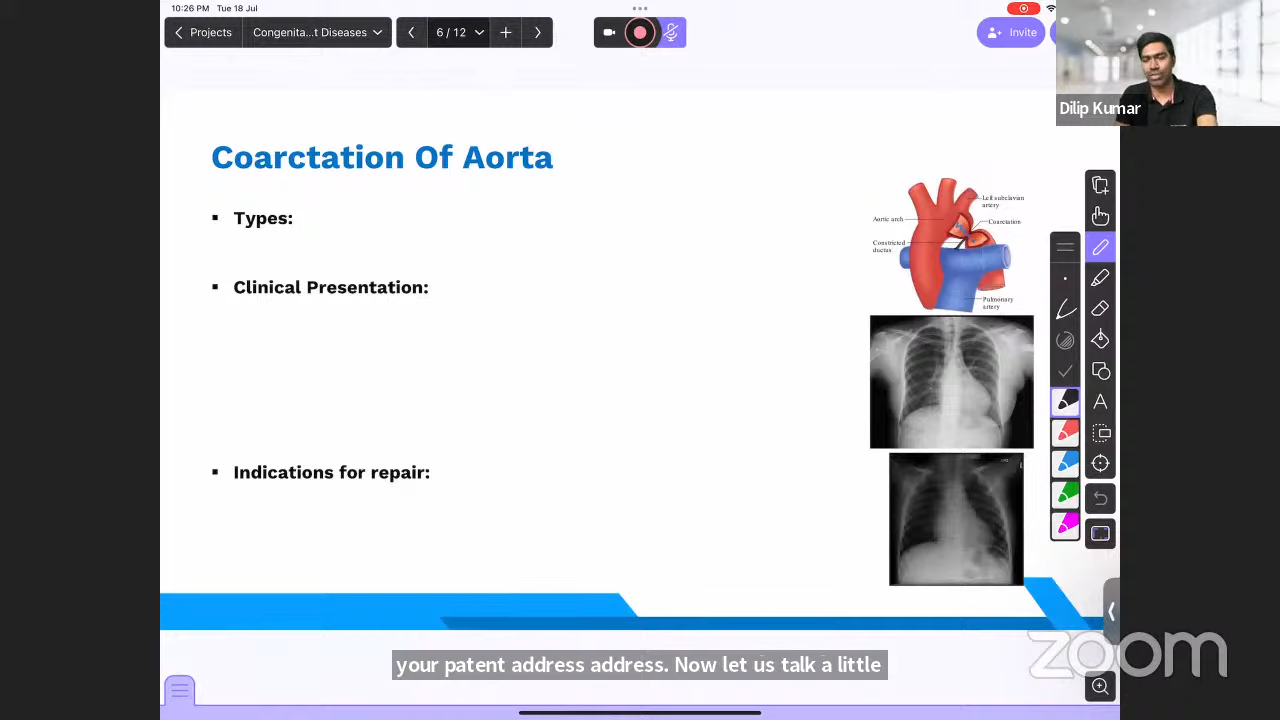 10:26 PM Tue 18 Jul
Projects
Congenita...t Diseases
6 / 12
Invite
Dilip Kumar
Coarctation Of Aorta
▪ Types:
▪ Clinical Presentation:
▪ Indications for repair:
Left subclavian
artery
Aortic arch
Coarctation
Constricted
ductus
Pulmonary
artery
A
your patent address address. Now let us talk a little
zoom